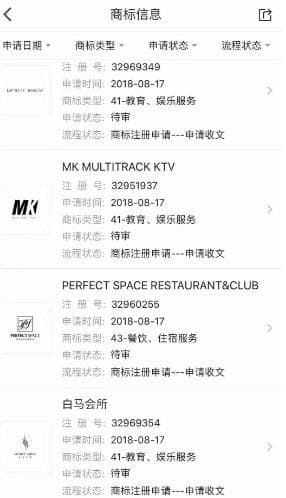 商标信息
申请日期 商标类型 申请状态 流程状态
注 册 号: 32969349
申请时间: 2018-08-17
商标类型: 41-教育、娱乐服务
申请状态: 待审
流程状态: 商标注册申请---申请收文
MK MULTITRACK KTV
MK
注 册 号: 32951937
申请时间: 2018-08-17
商标类型: 41-教育、娱乐服务
申请状态: 待审
流程状态: 商标注册申请---申请收文
PERFECT SPACE RESTAURANT&CLUB
PERFECT SPACE
注 册 号: 32960255
申请时间: 2018-08-17
商标类型: 43-餐饮、住宿服务
申请状态: 待审
流程状态: 商标注册申请---申请收文
白马会所
注 册 号: 32969354
申请时间: 2018-08-17
商标类型: 41-教育、娱乐服务
申请状态: 待审
流程状态: 商标注册申请---申请收文